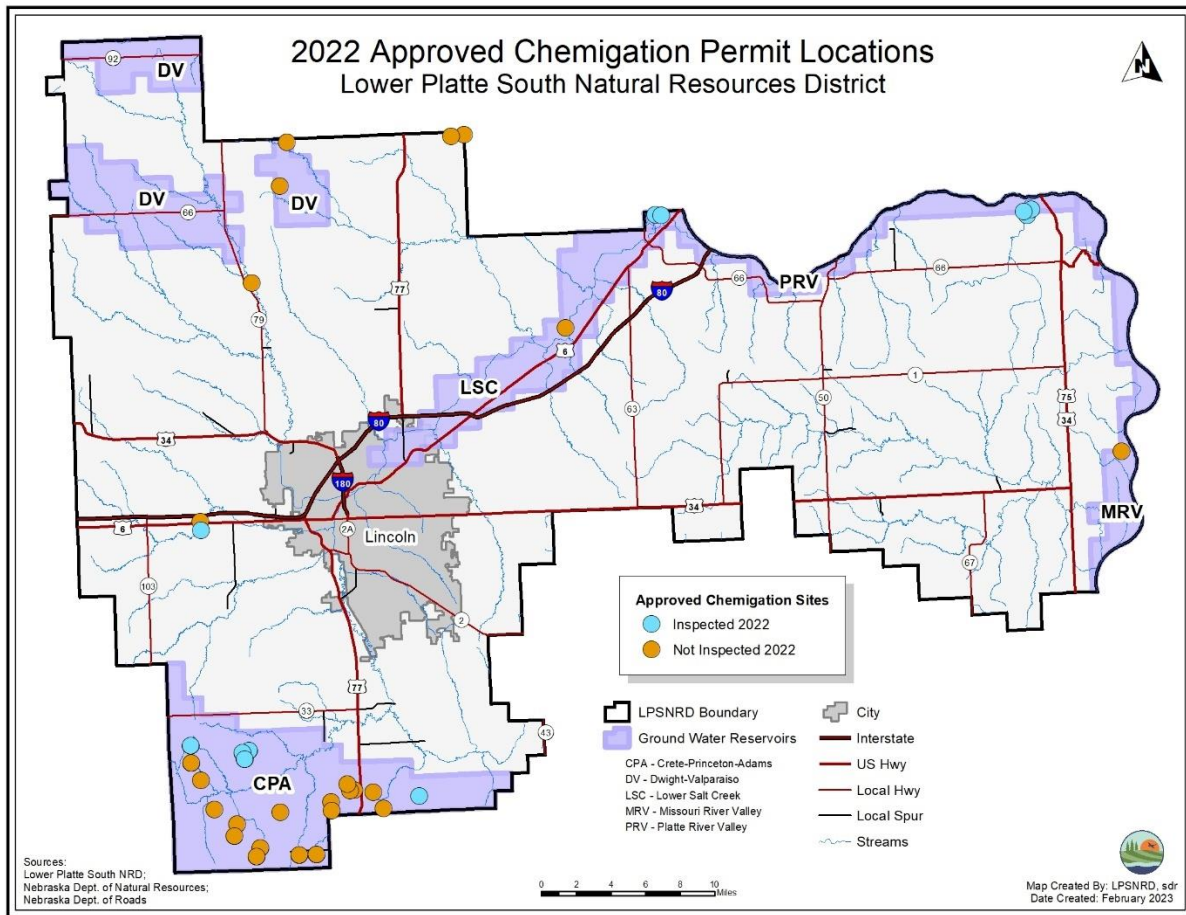 2022 Approved Chemigation Permit Locations
Lower Platte South Natural Resources District
N
92
DV
DV
66
DV
79
77
LSC
6
80
66
PRV
66
80
63
50
1
75
34
34
80
180
6
2A
Lincoln
34
MRV
67
103
2
77
33
43
CPA
Approved Chemigation Sites
Inspected 2022
Not Inspected 2022
LPSNRD Boundary
Ground Water Reservoirs
CPA - Crete-Princeton-Adams
DV - Dwight-Valparaiso
LSC - Lower Salt Creek
MRV - Missouri River Valley
PRV - Platte River Valley
City
Interstate
US Hwy
Local Hwy
Local Spur
Streams
Sources:
Lower Platte South NRD;
Nebraska Dept. of Natural Resources;
Nebraska Dept. of Roads
0 2 4 6 8 10
Miles
Map Created By: LPSNRD, sdr
Date Created: February 2023